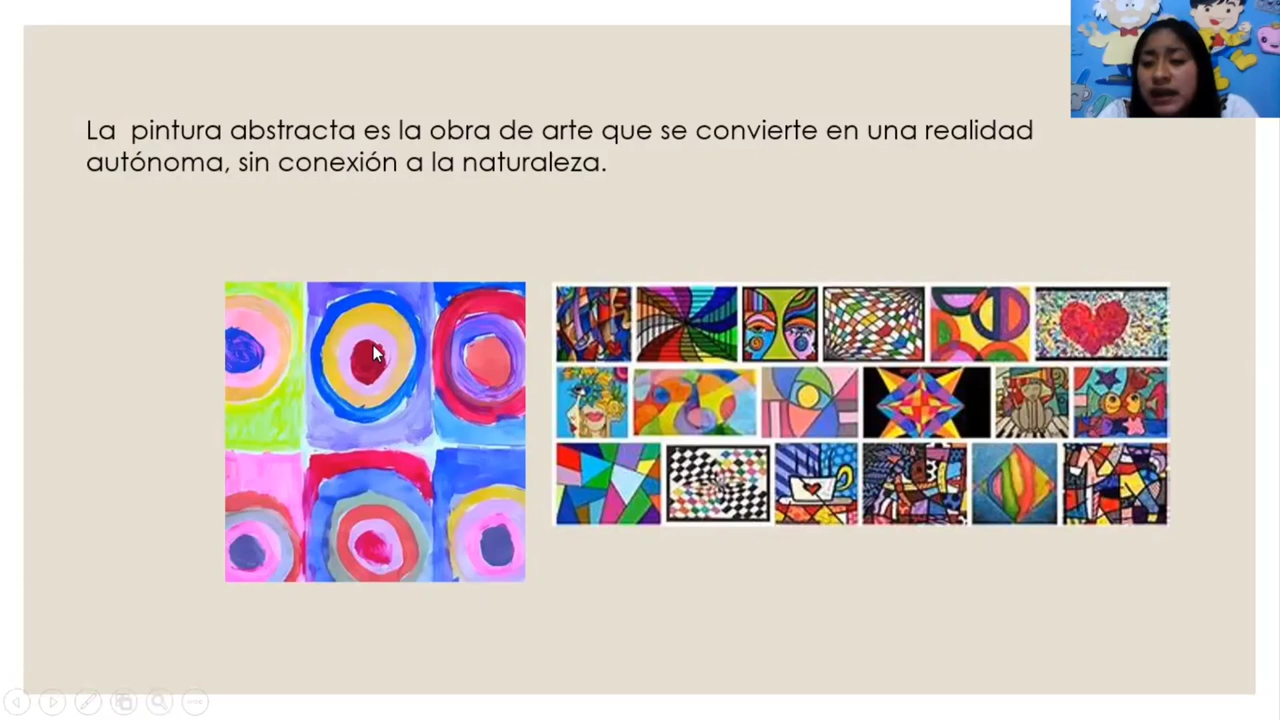 La pintura abstracta es la obra de arte que se convierte en una realidad
autónoma, sin conexión a la naturaleza.